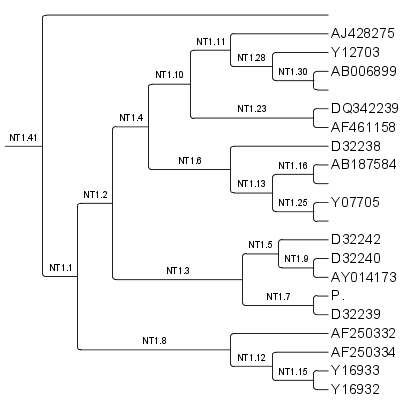 NT1.11
AJ428275
NT1.28
Y12703
NT1.10
NT1.30
AB006899
NT1.23
DQ342239
NT1.4
AF461158
NT1.41
D32238
NT1.6
NT1.16
AB187584
NT1.13
NT1.2
NT1.25
Y07705
NT1.5
D32242
NT1.9
D32240
NT1.1
NT1.3
AY014173
NT1.7
P.
D32239
AF250332
NT1.8
AF250334
NT1.12
NT1.15
Y16933
Y16932